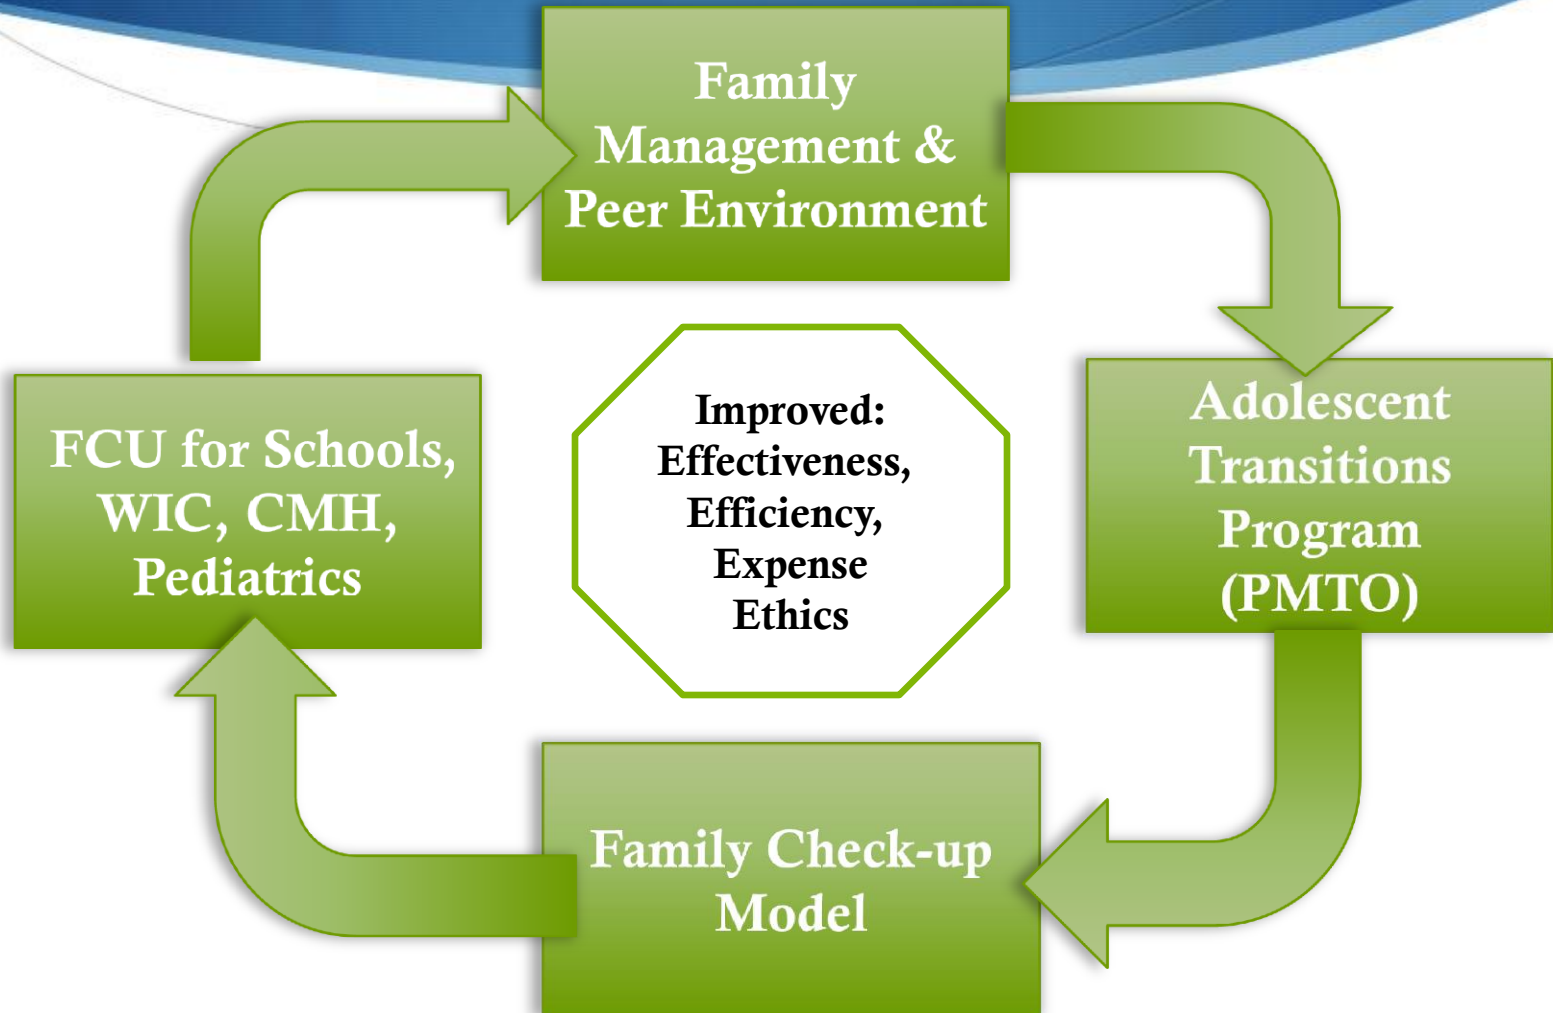 Family
Management &
Peer Environment
Adolescent
Transitions
Program
(PMTO)
Family Check-up
Model
FCU for Schools,
WIC, CMH,
Pediatrics
Improved:
Effectiveness,
Efficiency,
Expense
Ethics